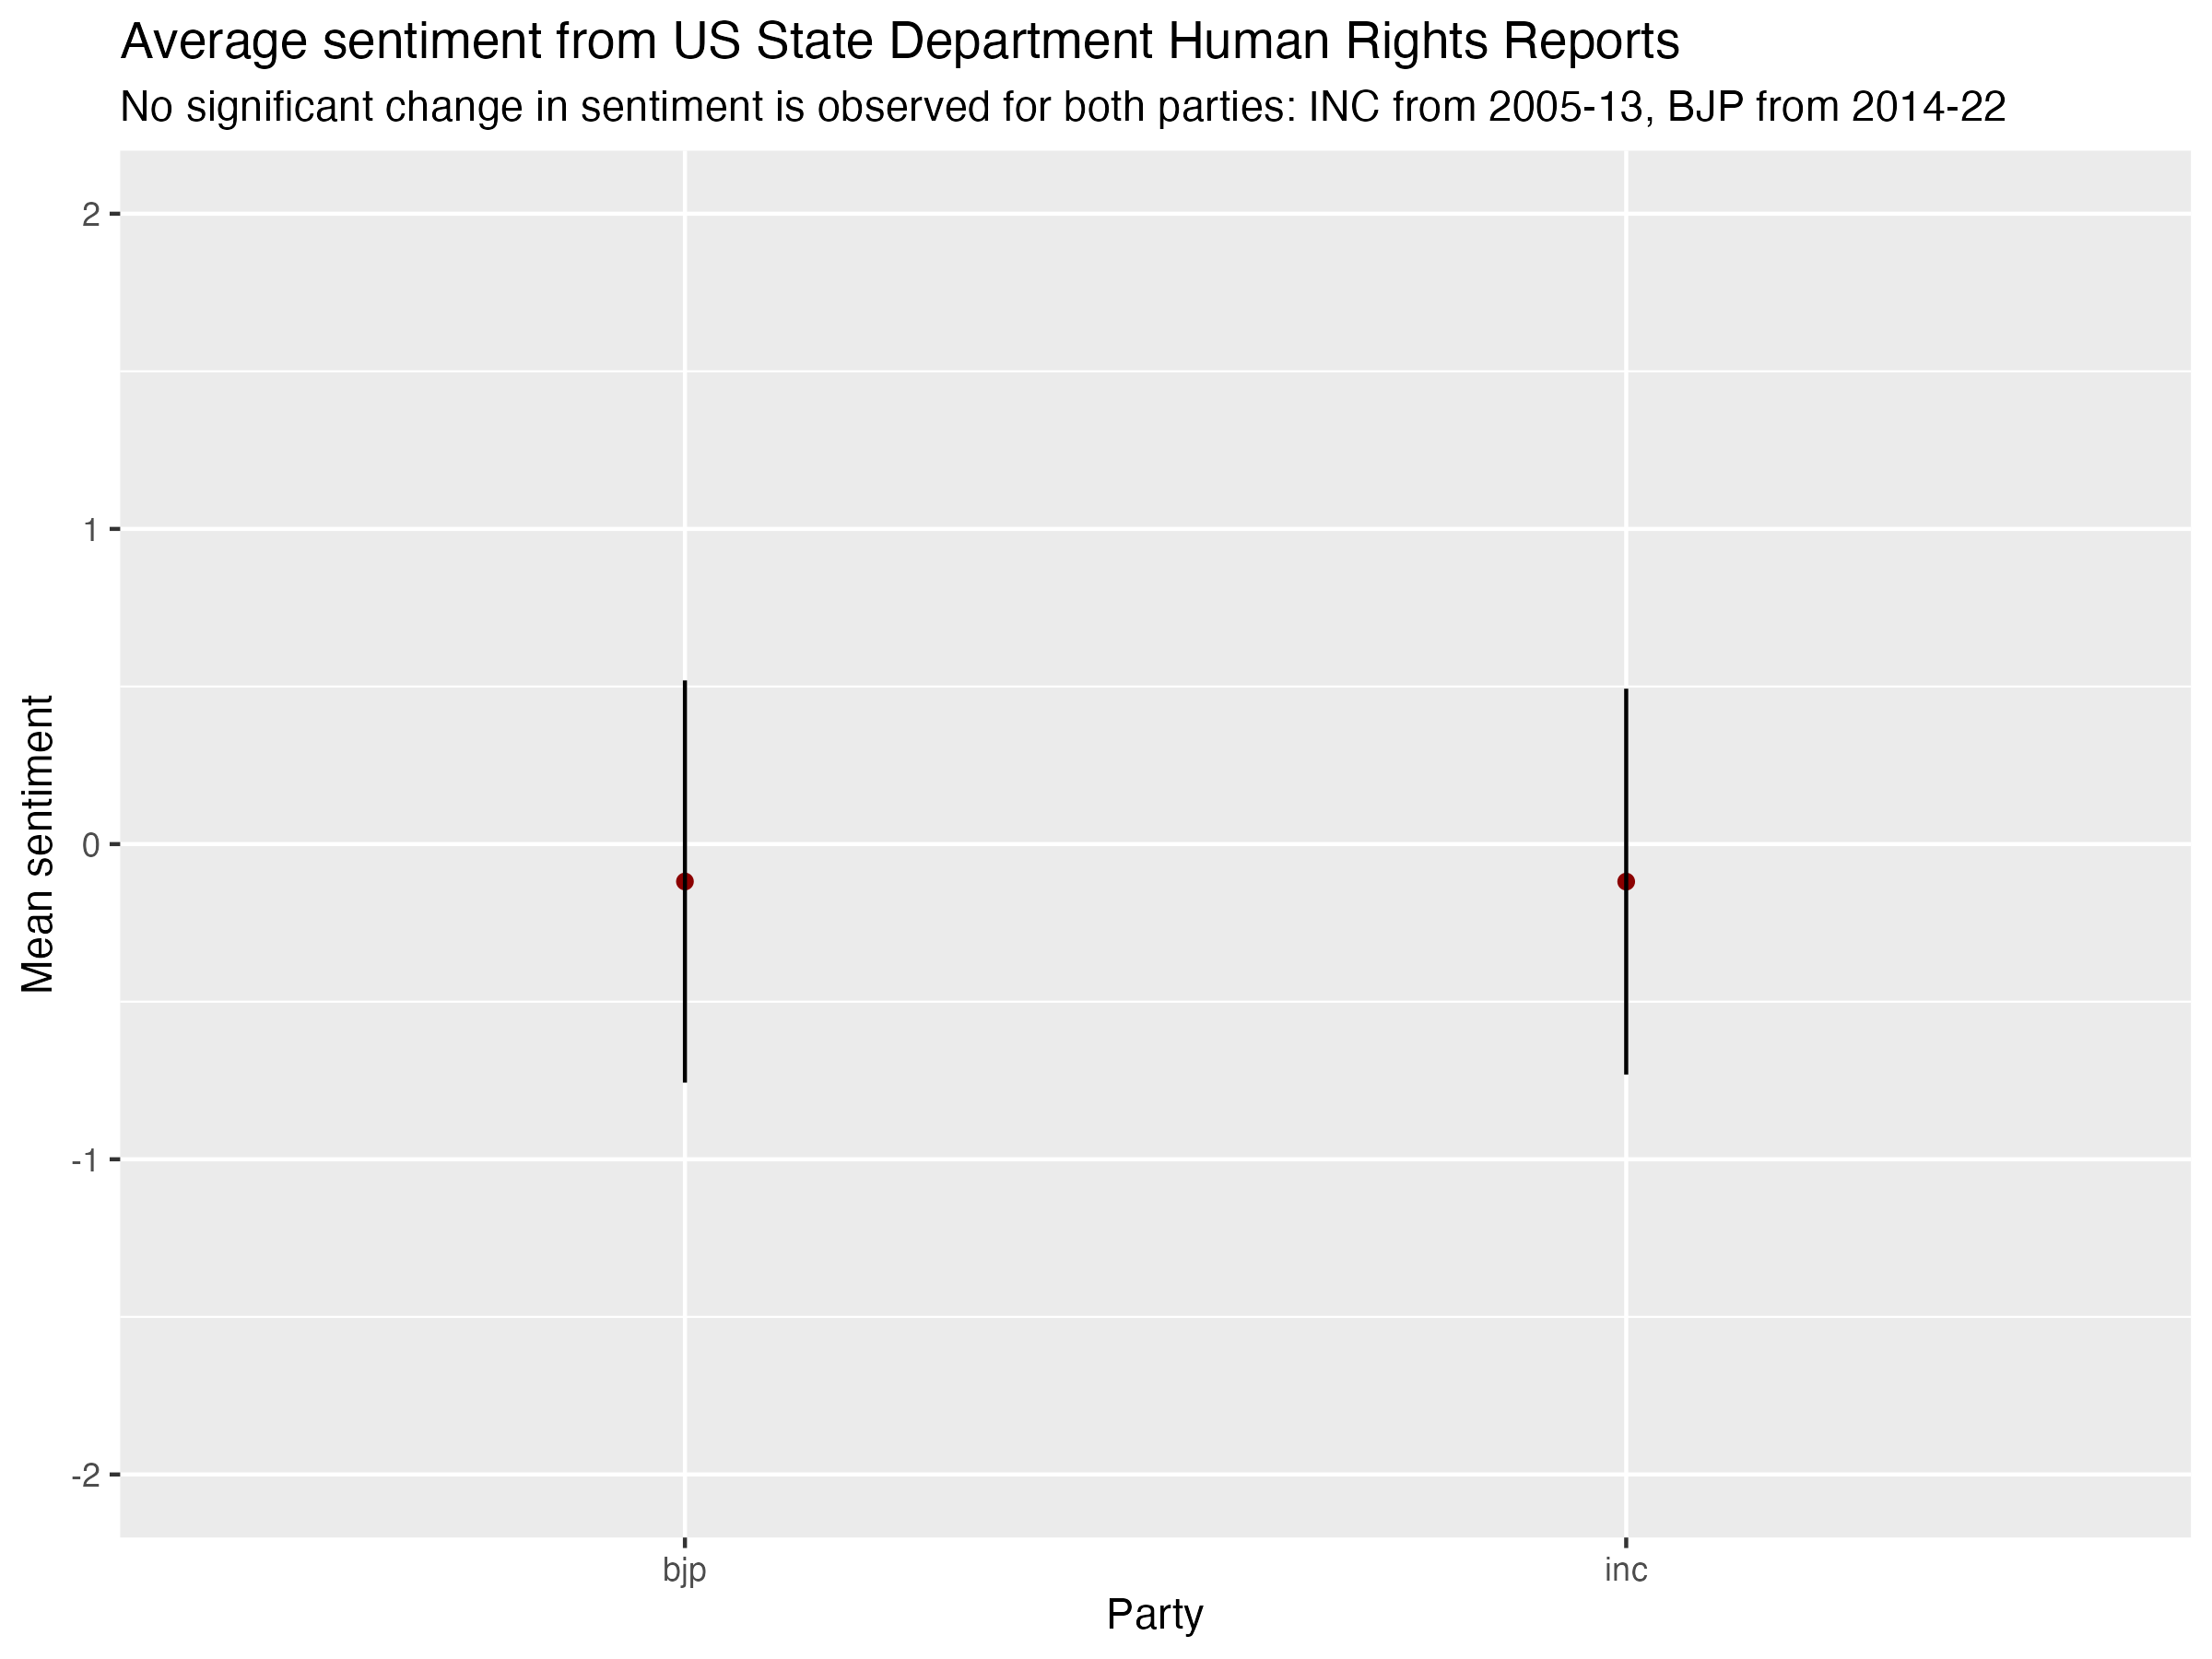 Average sentiment from US State Department Human Rights Reports
No significant change in sentiment is observed for both parties: INC from 2005-13, BJP from 2014-22
Mean sentiment
2
1
0
-1
-2
bjp
inc
Party